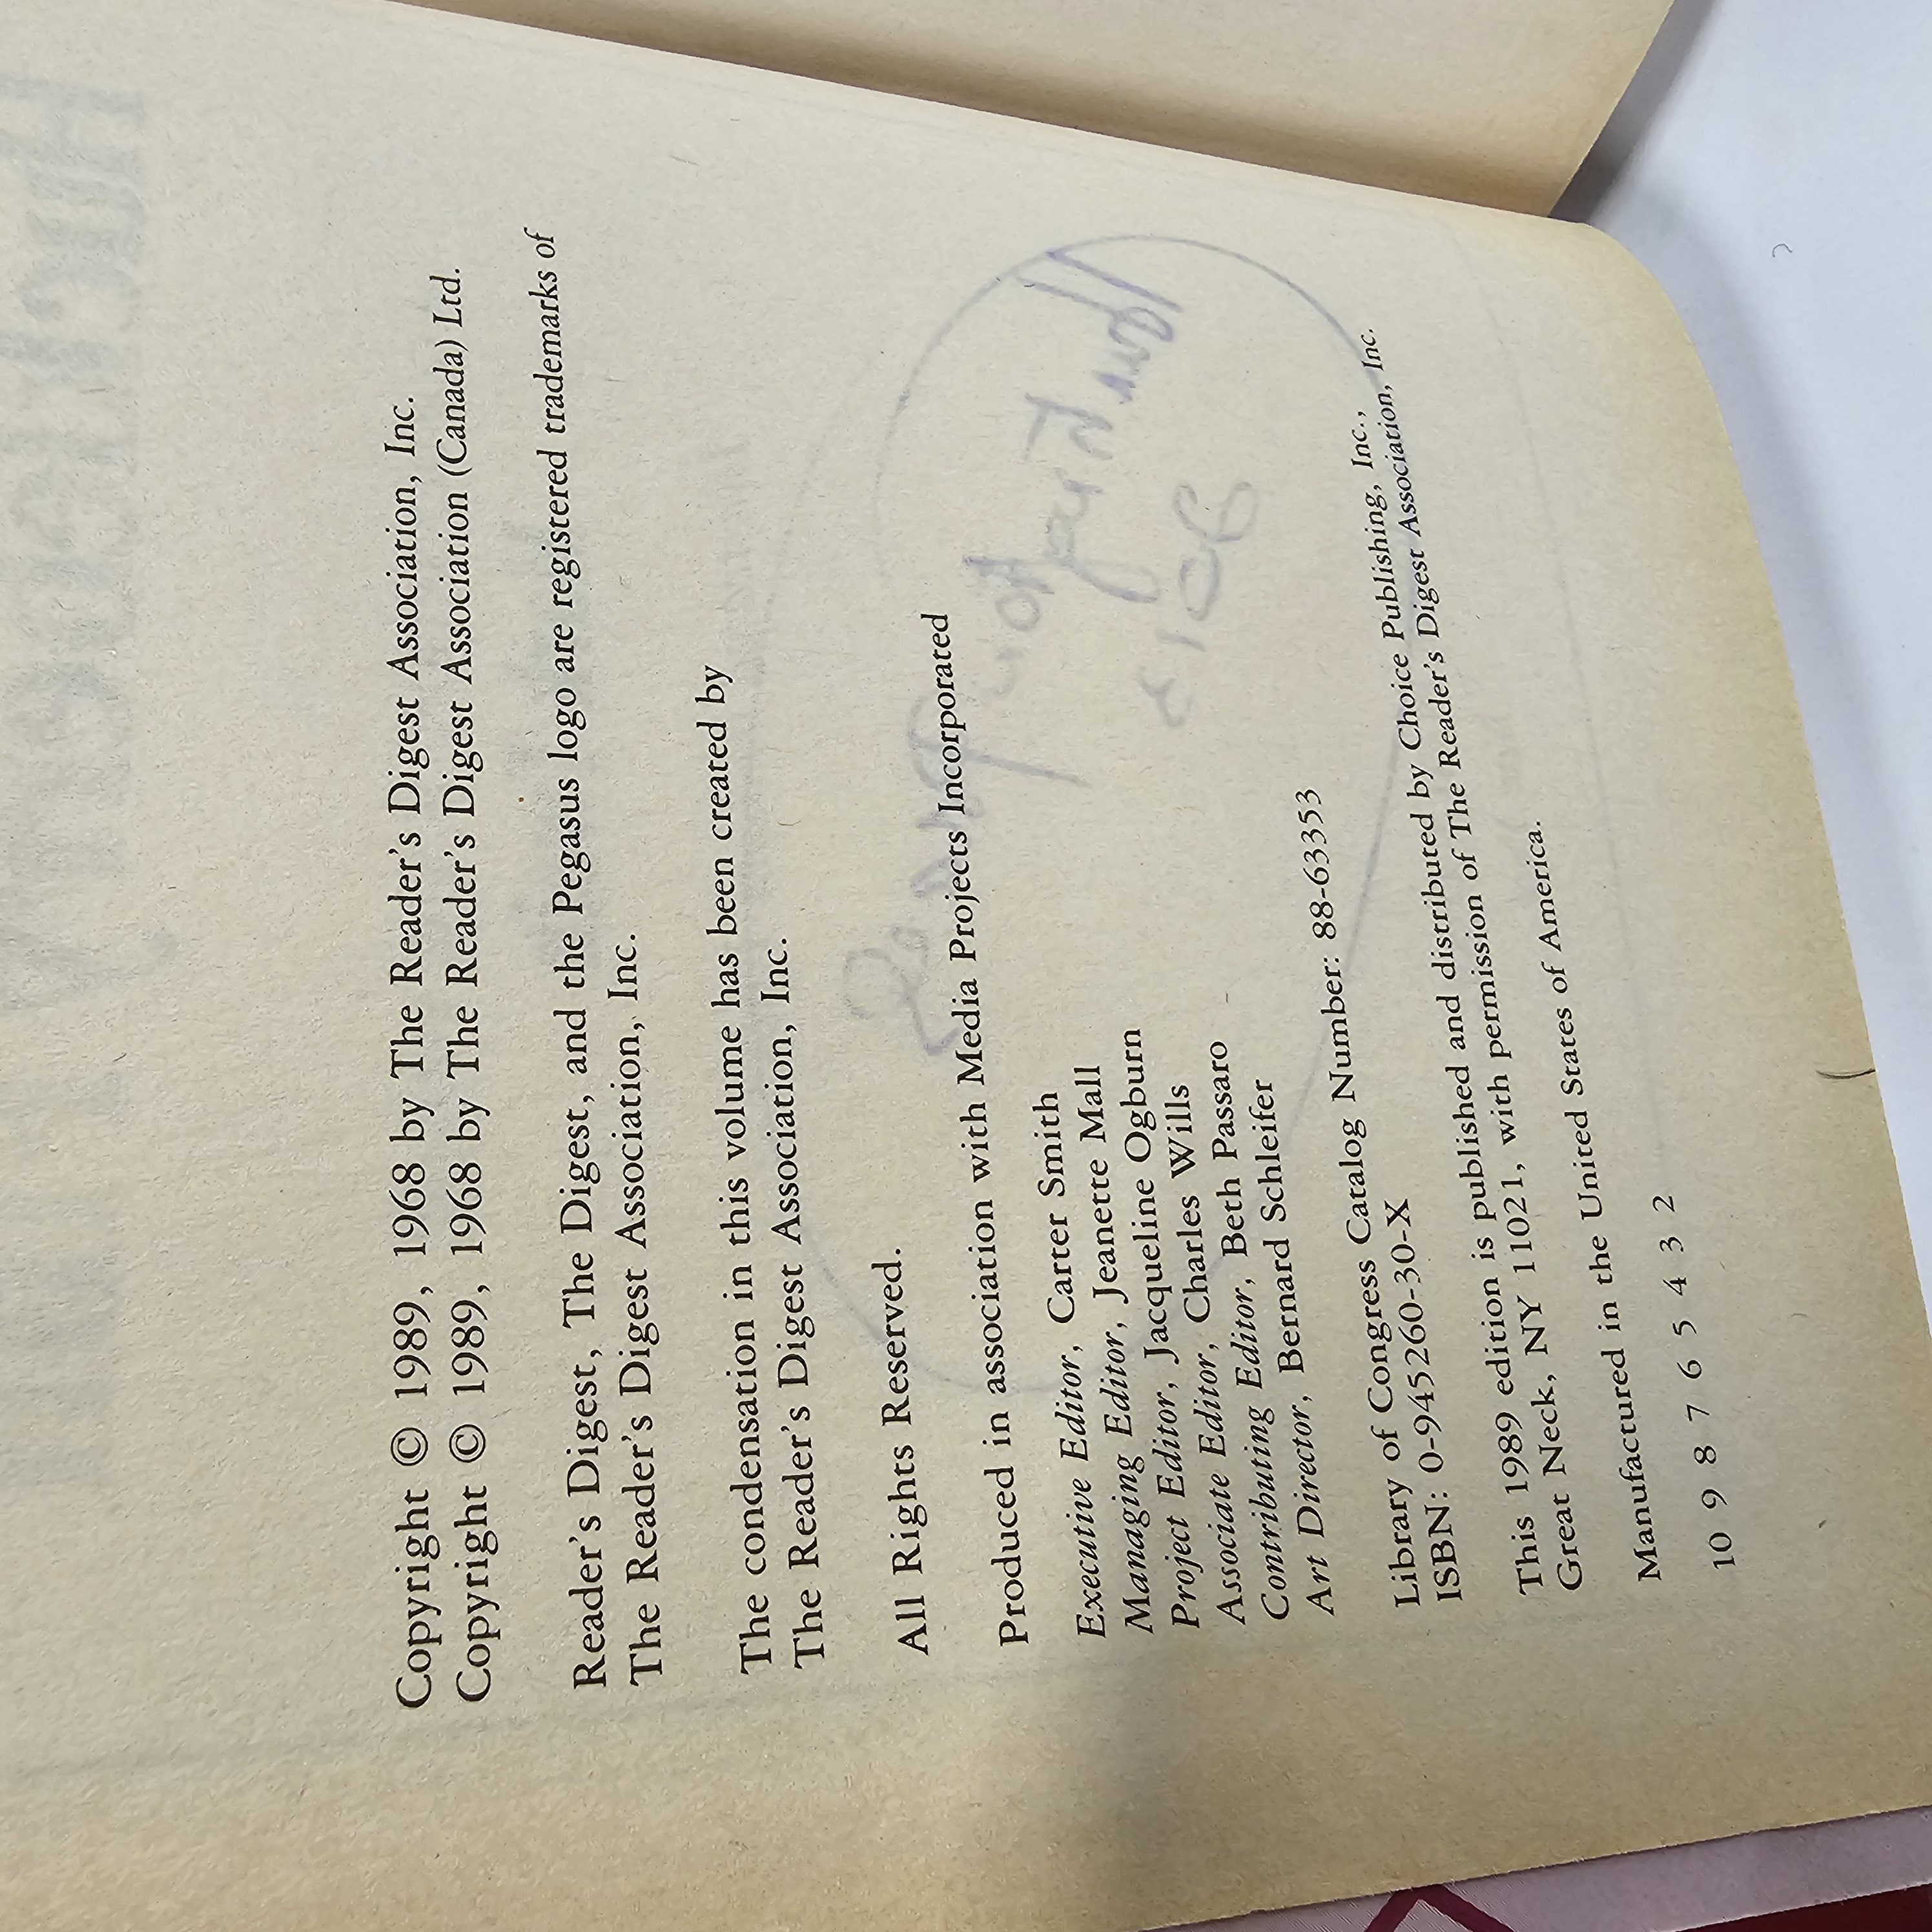 Copyright © 1989, 1968 by The Reader's Digest Association, Inc.
Copyright © 1989, 1968 by The Reader's Digest Association (Canada) Ltd.
Reader's Digest, The Digest, and the Pegasus logo are registered trademarks of
The Reader's Digest Association, Inc.
The condensation in this volume has been created by
The Reader's Digest Association, Inc.
All Rights Reserved.
Produced in association with Media Projects Incorporated
Executive Editor, Carter Smith
Managing Editor, Jeanette Mall
Project Editor, Jacqueline Ogburn
Associate Editor, Charles Wills
Contributing Editor, Beth Passaro
Art Director, Bernard Schleifer
Library of Congress Catalog Number: 88-63353
ISBN: 0-945260-30-X
This 1989 edition is published and distributed by Choice Publishing, Inc.,
Great Neck, NY 11021, with permission of The Reader's Digest Association, Inc.
Manufactured in the United States of America.
10 9 8 7 6 5 4 3 2